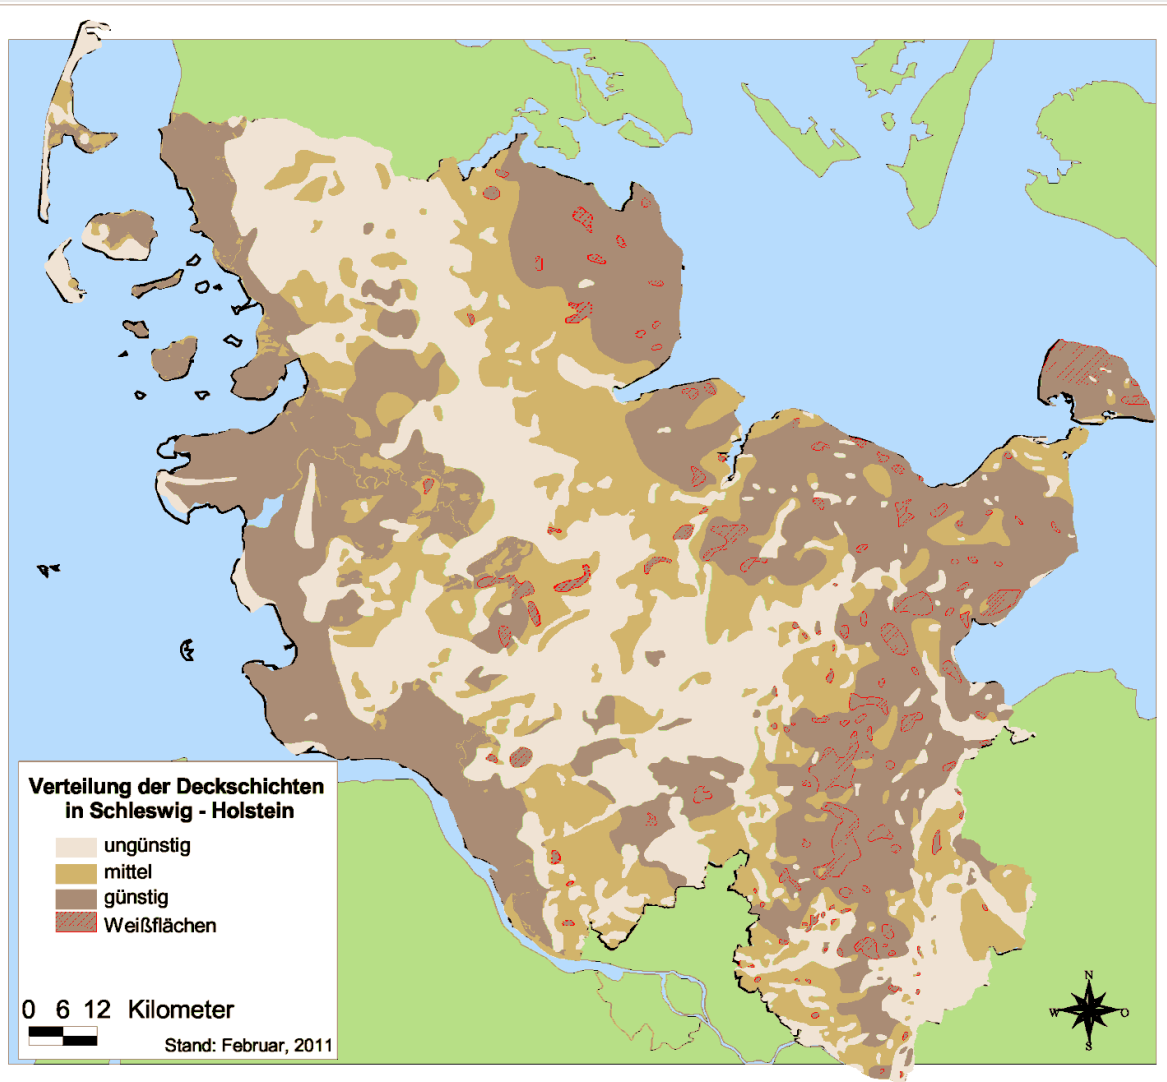 Verteilung der Deckschichten
in Schleswig - Holstein
ungünstig
mittel
günstig
Weißflächen
0 6 12 Kilometer
Stand: Februar, 2011
N
W O
S